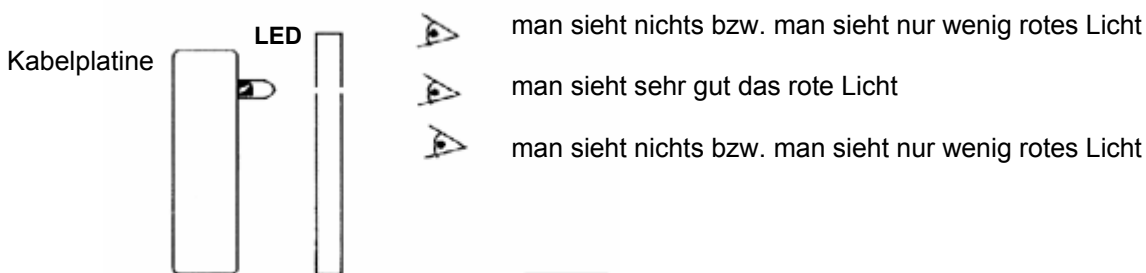 man sieht nichts bzw. man sieht nur wenig rotes Licht
LED
Kabelplatine
man sieht sehr gut das rote Licht
man sieht nichts bzw. man sieht nur wenig rotes Licht